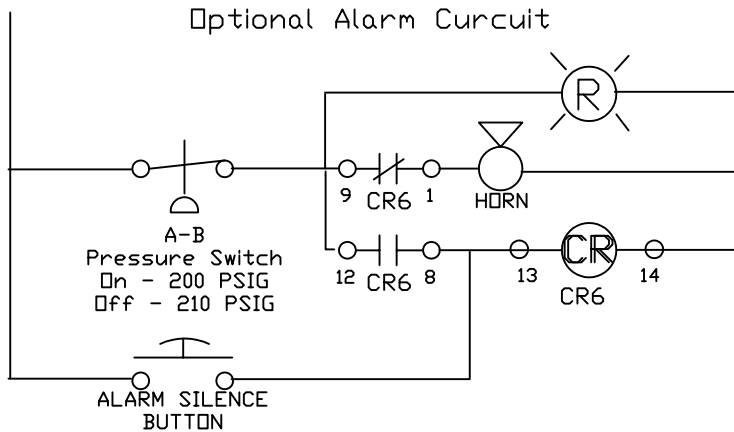 Optional Alarm Curcuit
R
9 CR6 1
HORN
A-B
Pressure Switch
On - 200 PSIG
Off - 210 PSIG
12 CR6 8
13 CR 14
CR6
ALARM SILENCE
BUTTON